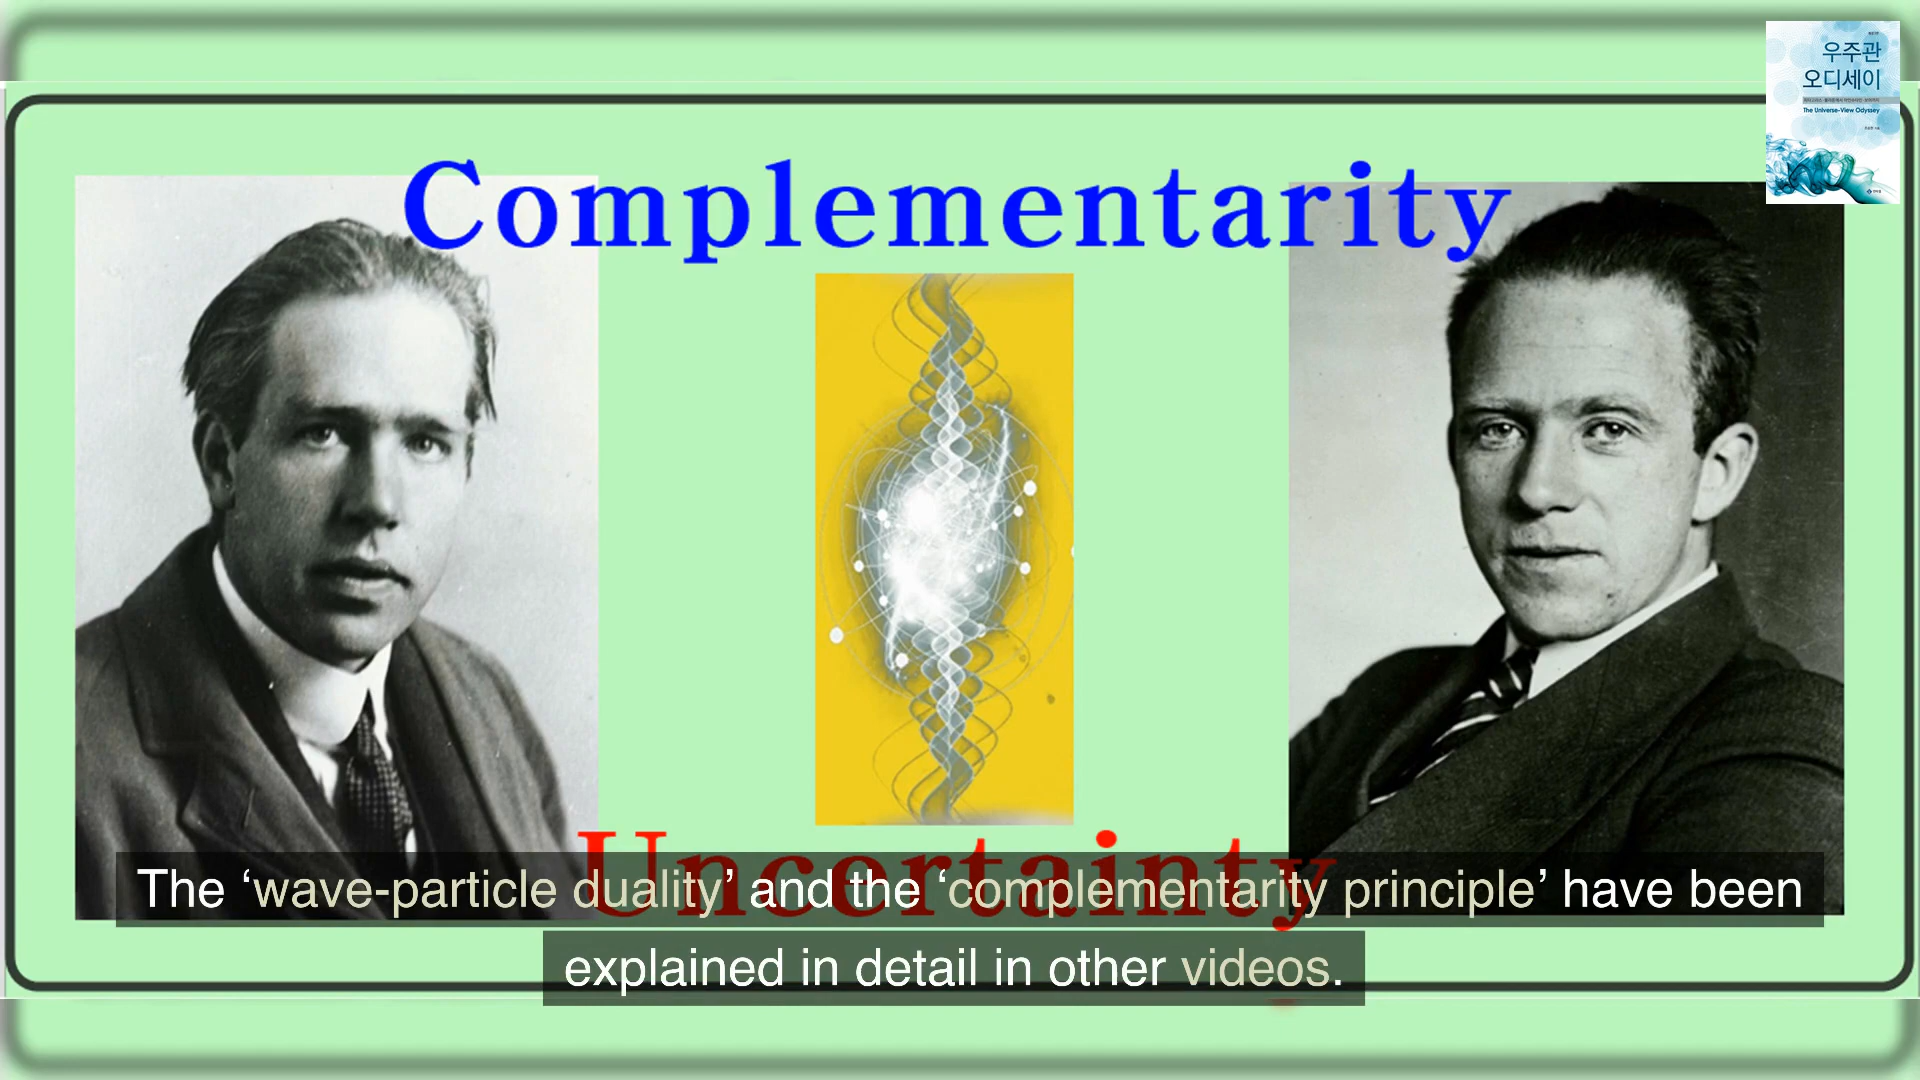 우주관
오디세이
The Universe-View Odyssey
Complementarity
Uncertainty
The ‘wave-particle duality’ and the ‘complementarity principle’ have been
explained in detail in other videos.